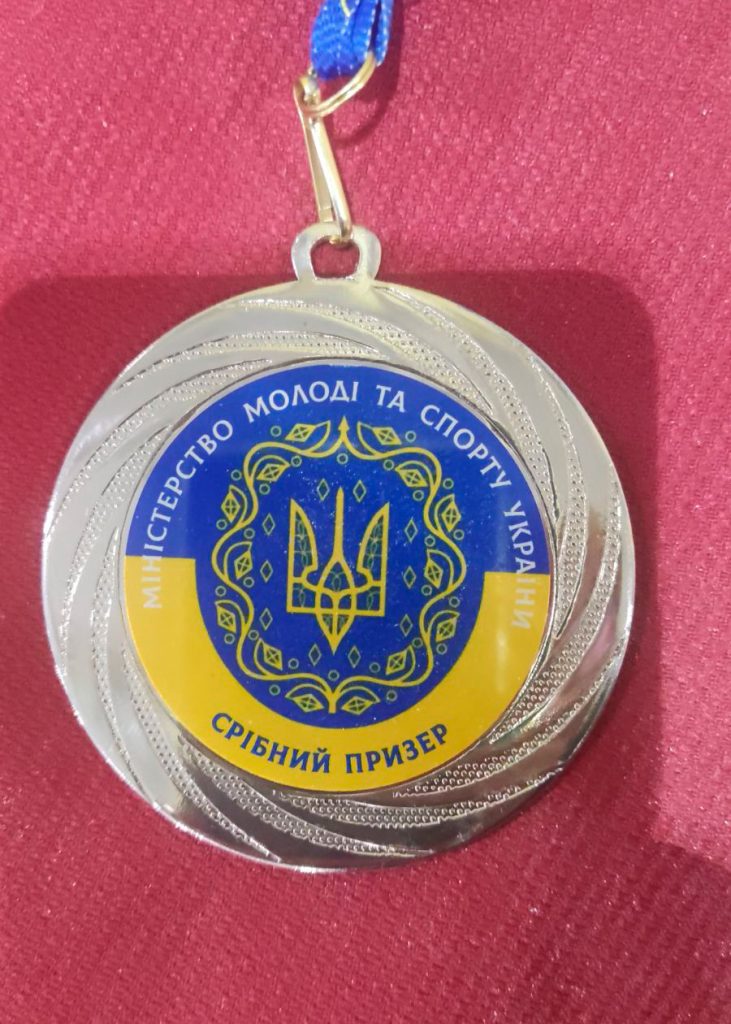 МІНІСТЕРСТВО МОЛОДІ ТА СПОРТУ УКРАЇНИ
СРІБНИЙ ПРИЗЕР